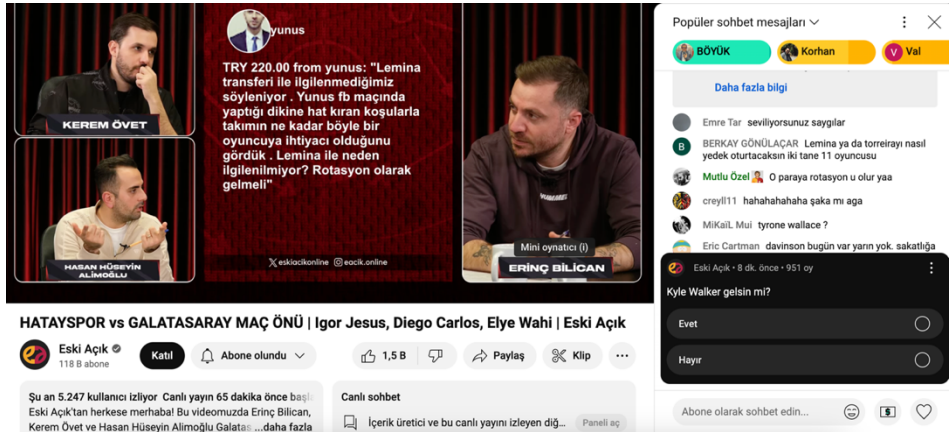 yunus
TRY 220.00 from yunus: "Lemina
transferi ile ilgilenmediğimiz
söyleniyor . Yunus fb maçında
yaptığı dikine hat kıran koşularla
takımın ne kadar böyle bir
oyuncuya ihtiyacı olduğunu
gördük . Lemina ile neden
ilgilenilmiyor? Rotasyon olarak
gelmeli"
KEREM ÖVET
HASAN HÜSEYİN
ALİMOĞLU
X eskiacikonline eacik.online
Mini oynatıcı (i)
ERİNÇ BİLİCAN
HATAYSPOR vs GALATASARAY MAÇ ÖNÜ | Igor Jesus, Diego Carlos, Elye Wahi | Eski Açık
Eski Açık
118 B abone
Katıl
Abone olundu
1,5 B
Paylaş
Klip
Şu an 5.247 kullanıcı izliyor Canlı yayın 65 dakika önce başla
Eski Açık'tan herkese merhaba! Bu videomuzda Erinç Bilican,
Kerem Övet ve Hasan Hüseyin Alimoğlu Galatas ...daha fazla
Canlı sohbet
İçerik üretici ve bu canlı yayını izleyen diğ...
Paneli aç
Popüler sohbet mesajları
BÖYÜK
Korhan
V Val
Daha fazla bilgi
Emre Tar seviliyorsunuz saygılar
B BERKAY GÖNÜLAÇAR Lemina ya da torreirayı nasıl
yedek oturtacaksın iki tane 11 oyuncusu
Mutlu Özel O paraya rotasyon u olur yaa
creyll11 hahahahahaha şaka mı aga
MiKaiL Mui tyrone wallace ?
Eric Cartman davinson bugün var yarın yok. sakatlığa
Eski Açık • 8 dk. önce • 951 oy
Kyle Walker gelsin mi?
Evet
Hayır
Abone olarak sohbet edin...